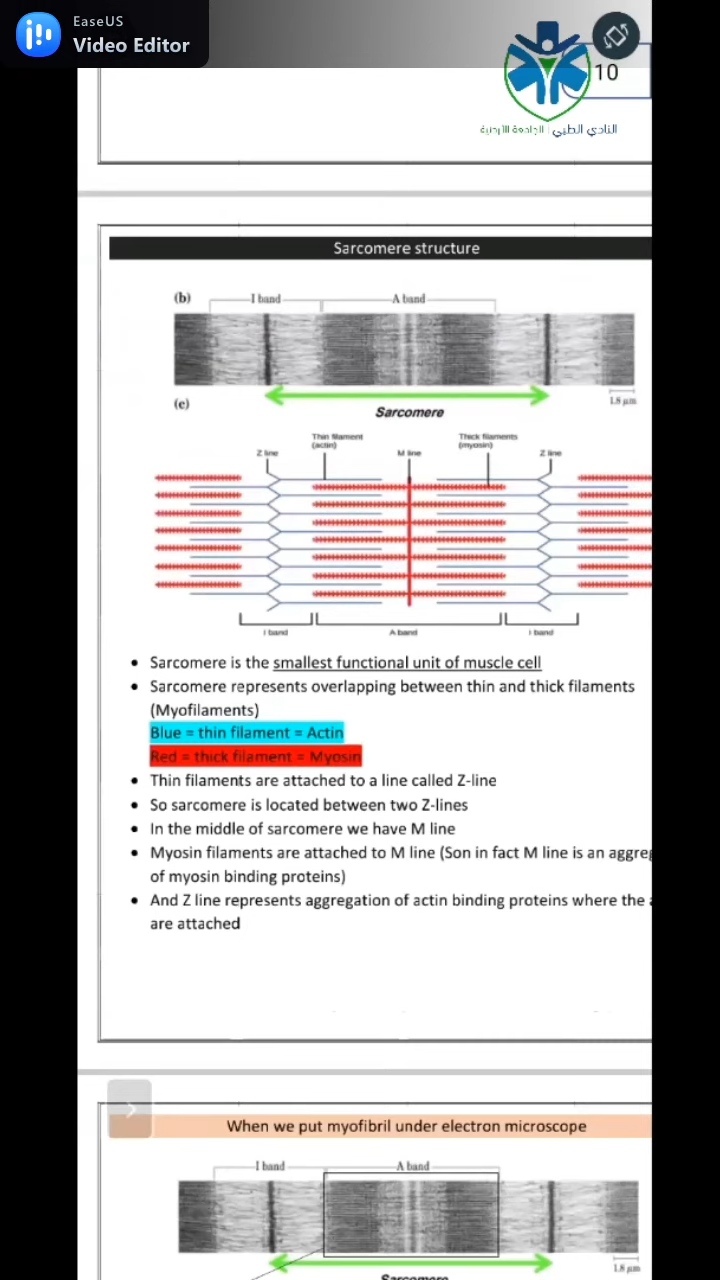 EaseUS
Video Editor
10
النادي الطبي | الجامعة الأردنية
Sarcomere structure
(b)
I band
A band
(c)
Sarcomere
1.8 μm
Thin filament
(actin)
Thick filaments
(myosin)
Z line
M line
Z line
I band
A band
I band
• Sarcomere is the smallest functional unit of muscle cell
• Sarcomere represents overlapping between thin and thick filaments
(Myofilaments)
Blue = thin filament = Actin
Red = thick filament = Myosin
• Thin filaments are attached to a line called Z-line
• So sarcomere is located between two Z-lines
• In the middle of sarcomere we have M line
• Myosin filaments are attached to M line (Son in fact M line is an aggreg
of myosin binding proteins)
• And Z line represents aggregation of actin binding proteins where the
are attached
When we put myofibril under electron microscope
I band
A band
Sarcomere
1.8 μm